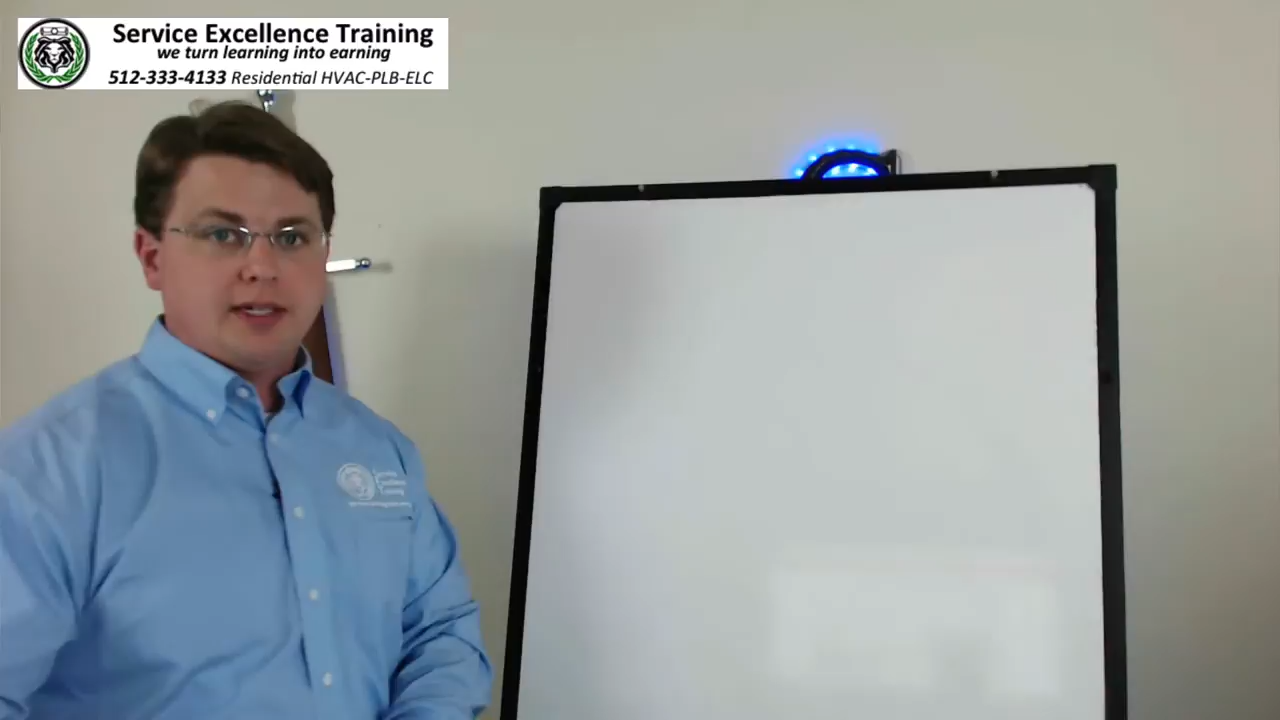 Service Excellence Training
we turn learning into earning
512-333-4133 Residential HVAC-PLB-ELC